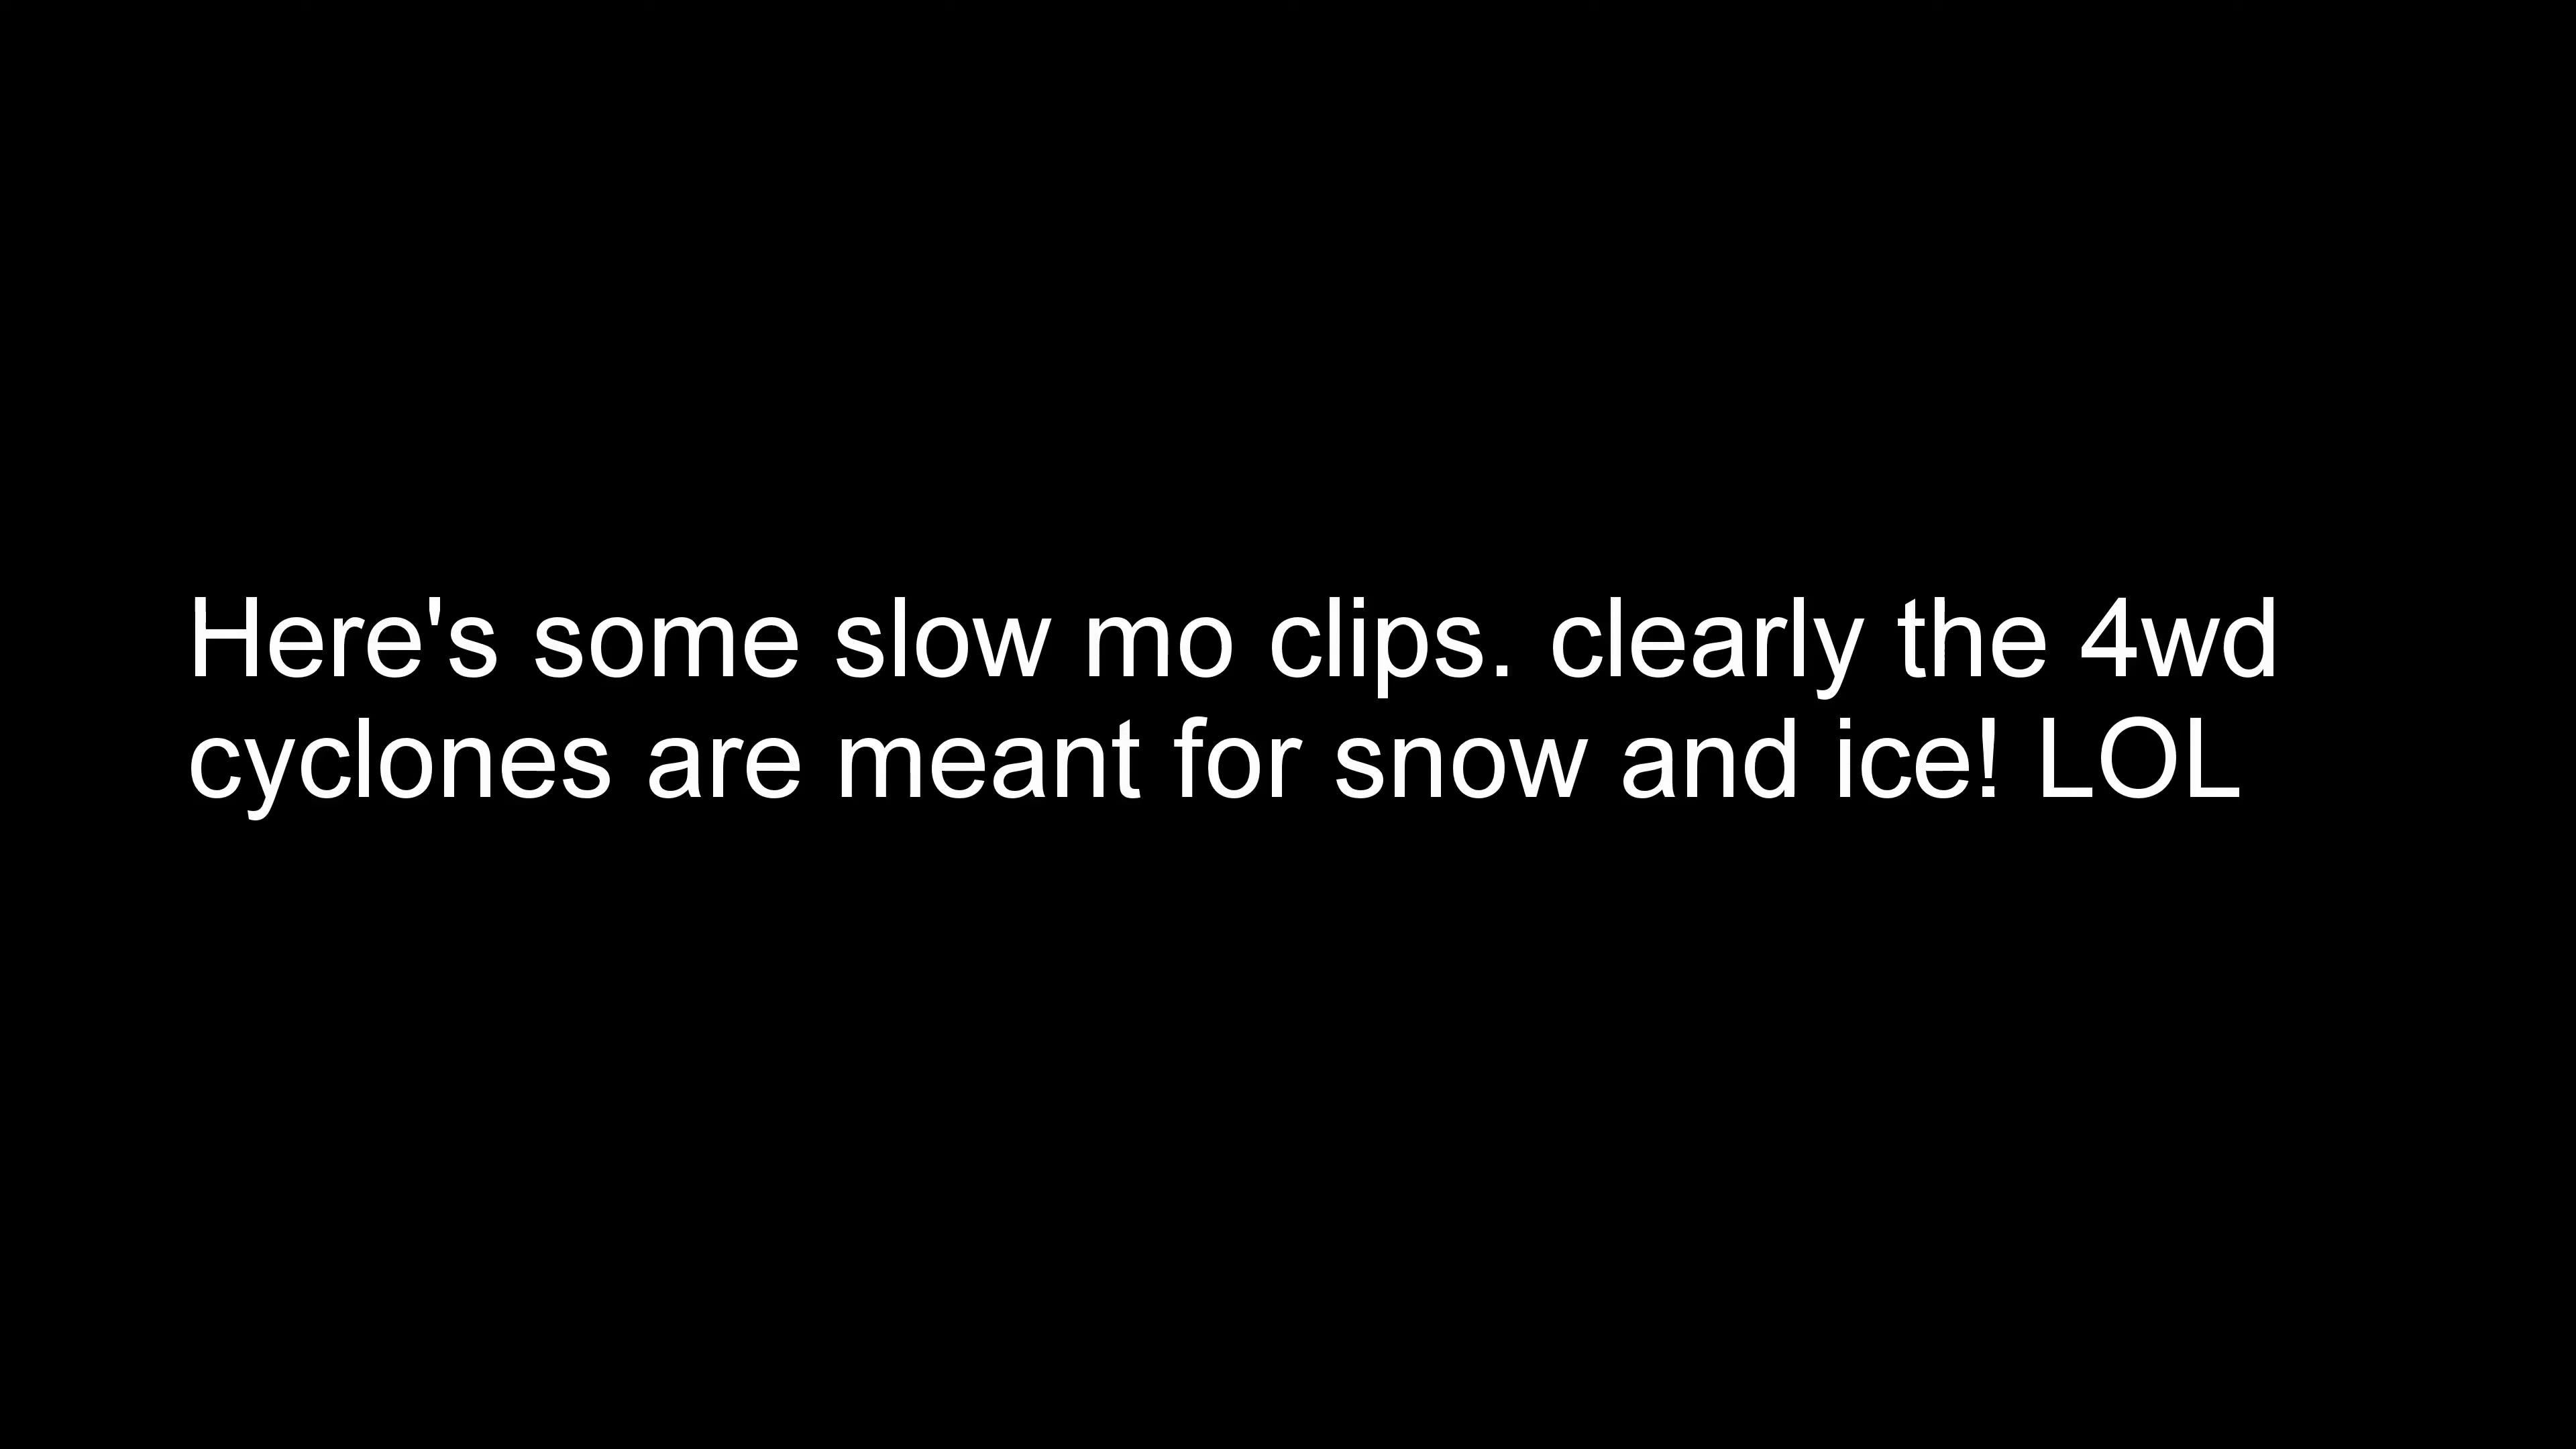 Here's some slow mo clips. clearly the 4wd
cyclones are meant for snow and ice! LOL